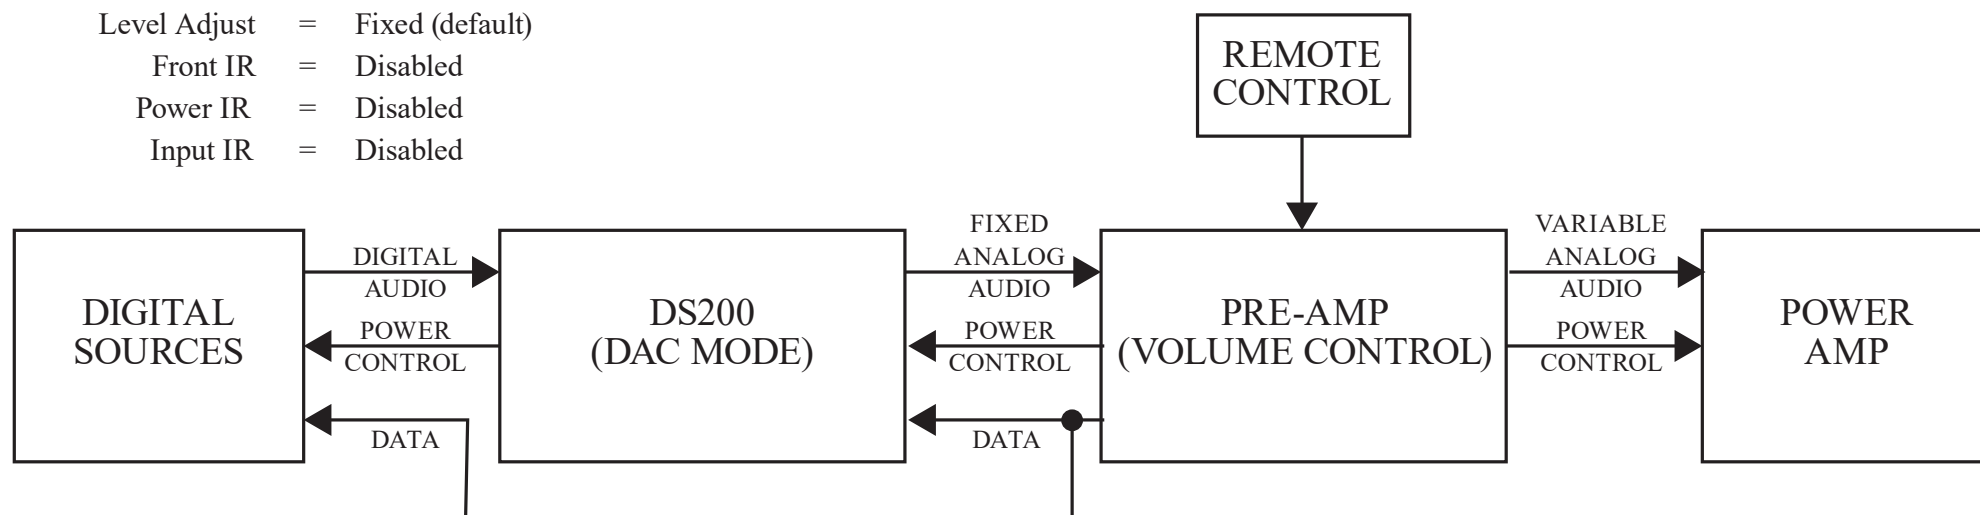 Level Adjust = Fixed (default)
Front IR = Disabled
Power IR = Disabled
Input IR = Disabled
REMOTE
CONTROL
DIGITAL
SOURCES
DIGITAL
AUDIO
POWER
CONTROL
DATA
DS200
(DAC MODE)
FIXED
ANALOG
AUDIO
POWER
CONTROL
DATA
PRE-AMP
(VOLUME CONTROL)
VARIABLE
ANALOG
AUDIO
POWER
CONTROL
POWER
AMP